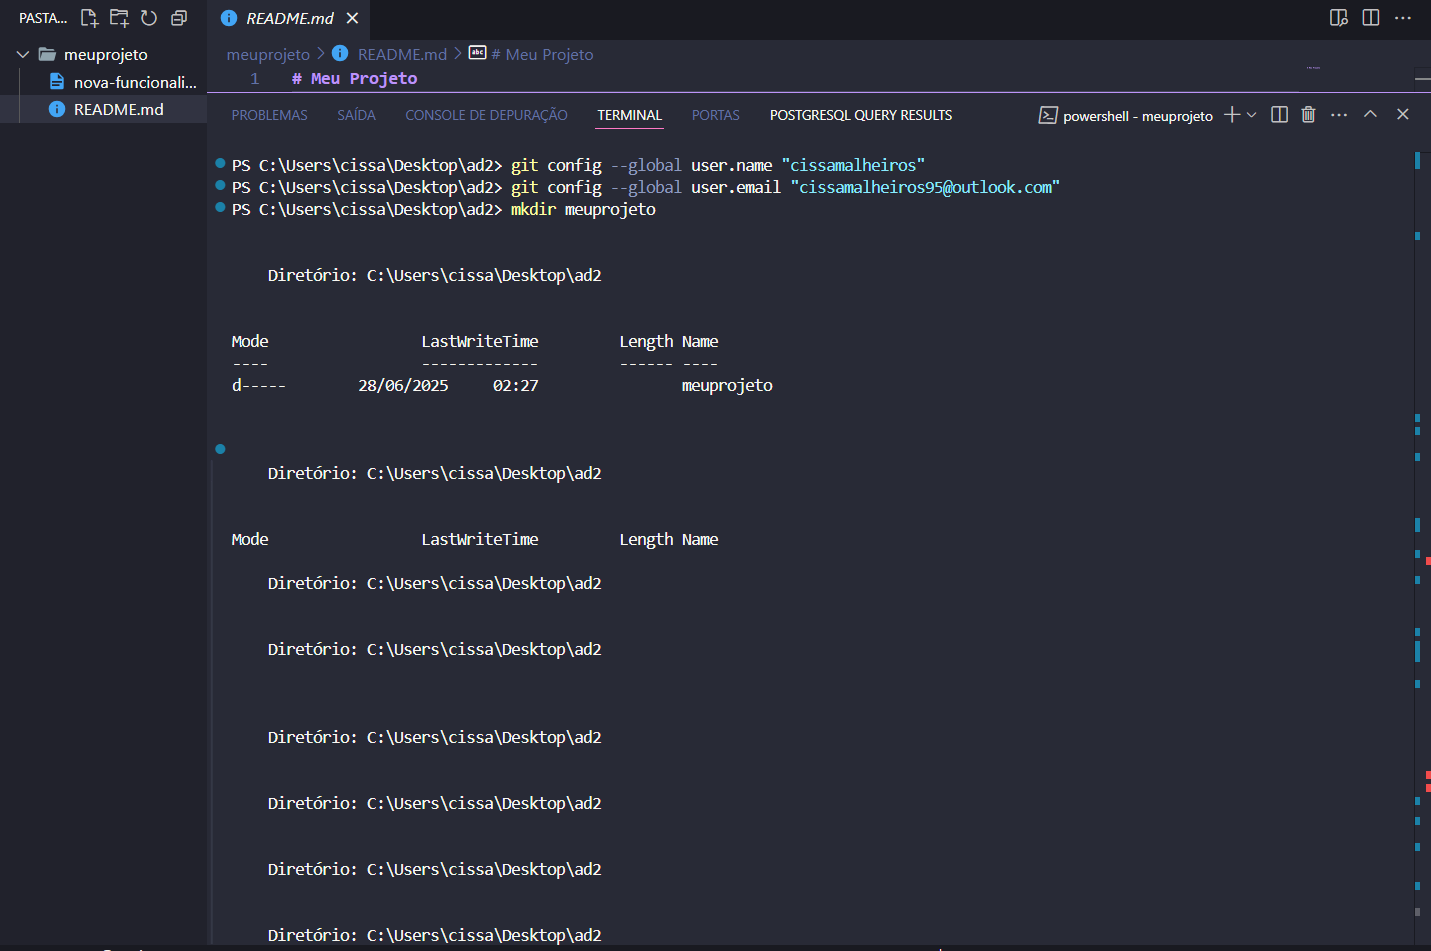 PASTA...
README.md
meuprojeto
nova-funcionali...
README.md
meuprojeto > README.md > # Meu Projeto
1 # Meu Projeto
PROBLEMAS SAÍDA CONSOLE DE DEPURAÇÃO TERMINAL PORTAS POSTGRESQL QUERY RESULTS powershell - meuprojeto
PS C:\Users\cissa\Desktop\ad2> git config --global user.name "cissamalheiros"
PS C:\Users\cissa\Desktop\ad2> git config --global user.email "cissamalheiros95@outlook.com"
PS C:\Users\cissa\Desktop\ad2> mkdir meuprojeto
Diretório: C:\Users\cissa\Desktop\ad2
Mode LastWriteTime Length Name
---- ------------- ------ ----
d----- 28/06/2025 02:27 meuprojeto
Diretório: C:\Users\cissa\Desktop\ad2
Mode LastWriteTime Length Name
Diretório: C:\Users\cissa\Desktop\ad2
Diretório: C:\Users\cissa\Desktop\ad2
Diretório: C:\Users\cissa\Desktop\ad2
Diretório: C:\Users\cissa\Desktop\ad2
Diretório: C:\Users\cissa\Desktop\ad2
Diretório: C:\Users\cissa\Desktop\ad2